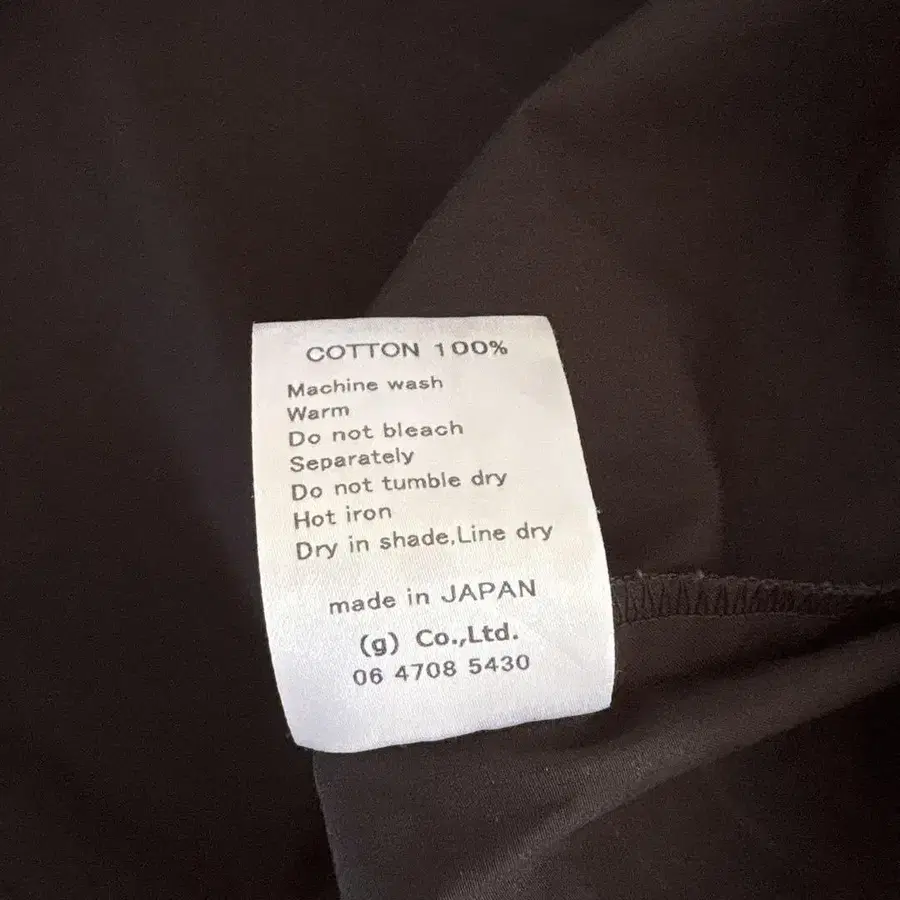 COTTON 100%
Machine wash
Warm
Do not bleach
Separately
Do not tumble dry
Hot iron
Dry in shade,Line dry
made in JAPAN
(g) Co.,Ltd.
06 4708 5430